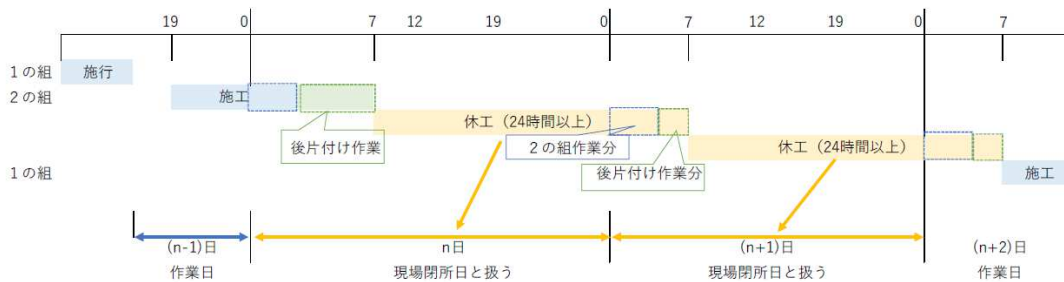 19 0 7 12 19 0 7 12 19 0 7
1の組 施行
2の組 施工
後片付け作業
休工（24時間以上）
2の組作業分
後片付け作業分
休工（24時間以上）
1の組 施工
(n-1)日 n日 (n+1)日 (n+2)日
作業日 現場閉所日と扱う 現場閉所日と扱う 作業日